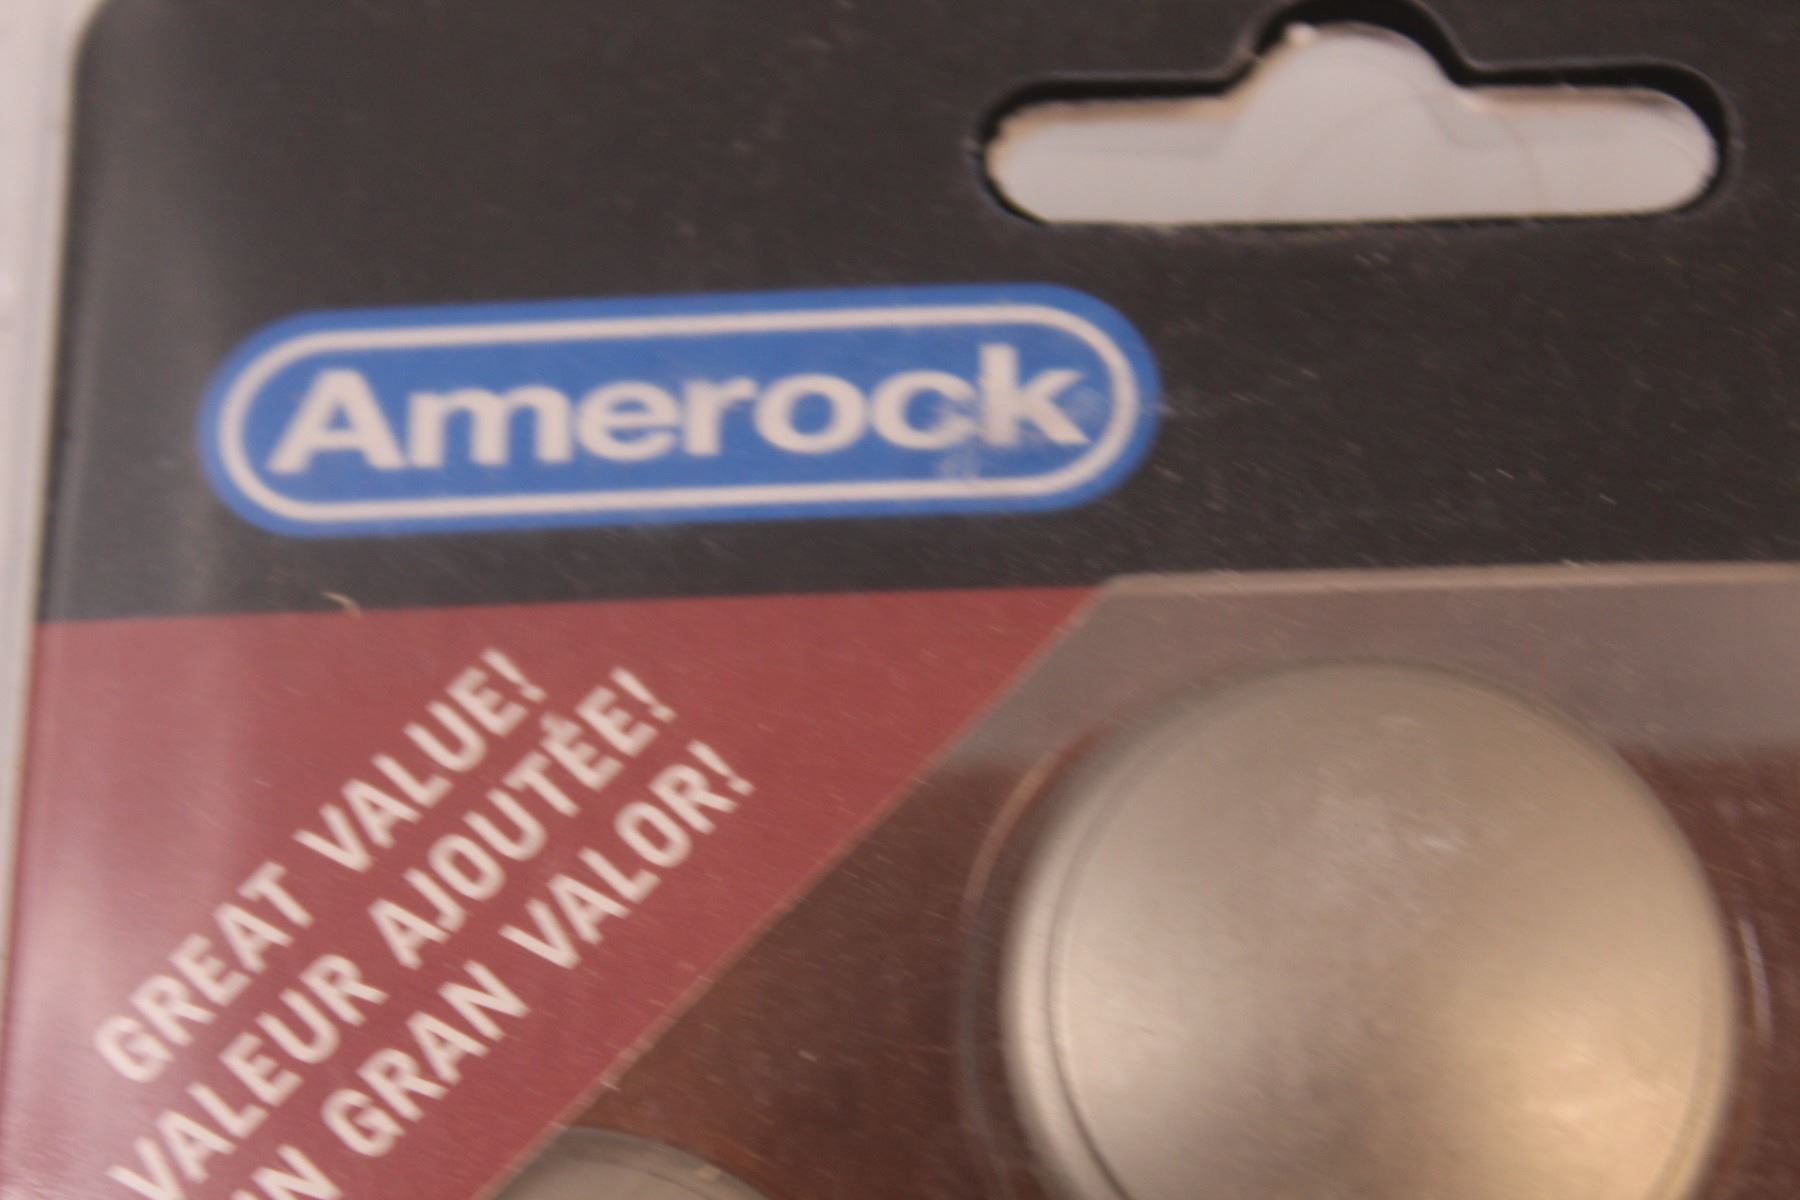 Amerock
GREAT VALUE!
VALEUR AJOUTÉE!
GRAN VALOR!